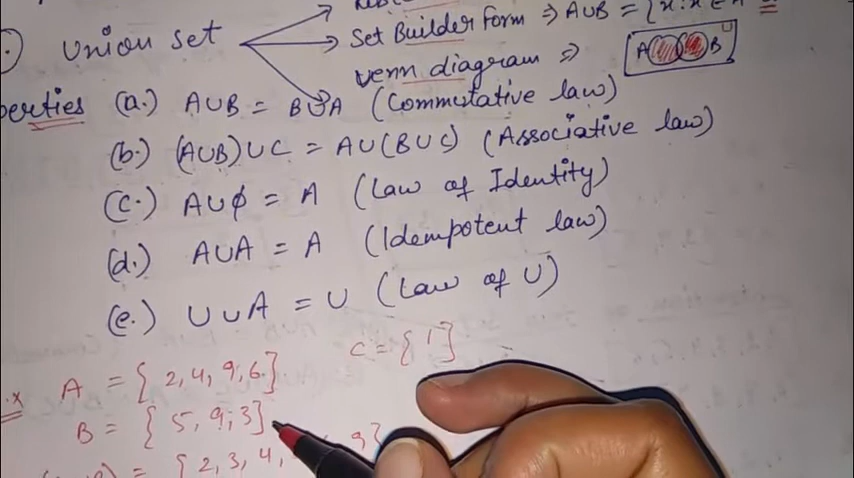 Union set
Set Builder form ⇒ A∪B = {x : x ∈ A
Venn diagram ⇒
A B U
perties (a.) A∪B = B∪A (Commutative law)
(b.) (A∪B)∪C = A∪(B∪C) (Associative law)
(c.) A∪ϕ = A (Law of Identity)
(d.) A∪A = A (Idempotent law)
(e.) U∪A = U (Law of U)
A = {2,4,9,6.} C = {1}
B = {5,9,3}
= {2,3,4, 9}